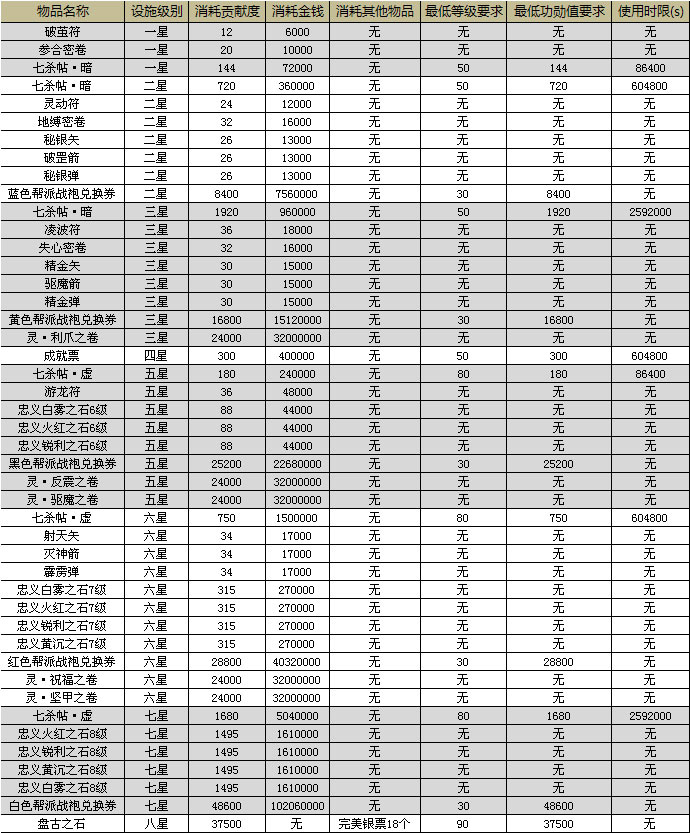 物品名称 设施级别 消耗贡献度 消耗金钱 消耗其他物品 最低等级要求 最低功勋值要求 使用时限(s)
破茧符 一星 12 6000 无 无 无 无
参合密卷 一星 20 10000 无 无 无 无
七杀帖·暗 一星 144 72000 无 50 144 86400
七杀帖·暗 二星 720 360000 无 50 720 604800
灵动符 二星 24 12000 无 无 无 无
地缚密卷 二星 32 16000 无 无 无 无
秘银矢 二星 26 13000 无 无 无 无
破罡箭 二星 26 13000 无 无 无 无
秘银弹 二星 26 13000 无 无 无 无
蓝色帮派战袍兑换券 二星 8400 7560000 无 30 8400 无
七杀帖·暗 三星 1920 960000 无 50 1920 2592000
凌波符 三星 36 18000 无 无 无 无
失心密卷 三星 32 16000 无 无 无 无
精金矢 三星 30 15000 无 无 无 无
驱魔箭 三星 30 15000 无 无 无 无
精金弹 三星 30 15000 无 无 无 无
黄色帮派战袍兑换券 三星 16800 15120000 无 30 16800 无
灵·利爪之卷 三星 24000 32000000 无 无 无 无
成就票 四星 300 400000 无 50 300 604800
七杀帖·虚 五星 180 240000 无 80 180 86400
游龙符 五星 36 48000 无 无 无 无
忠义白雾之石6级 五星 88 44000 无 无 无 无
忠义火红之石6级 五星 88 44000 无 无 无 无
忠义锐利之石6级 五星 88 44000 无 无 无 无
黑色帮派战袍兑换券 五星 25200 22680000 无 30 25200 无
灵·反震之卷 五星 24000 32000000 无 无 无 无
灵·驱魔之卷 五星 24000 32000000 无 无 无 无
七杀帖·虚 六星 750 1500000 无 80 750 604800
射天矢 六星 34 17000 无 无 无 无
灭神箭 六星 34 17000 无 无 无 无
霹雳弹 六星 34 17000 无 无 无 无
忠义白雾之石7级 六星 315 270000 无 无 无 无
忠义火红之石7级 六星 315 270000 无 无 无 无
忠义锐利之石7级 六星 315 270000 无 无 无 无
忠义黄沉之石7级 六星 315 270000 无 无 无 无
红色帮派战袍兑换券 六星 28800 40320000 无 30 28800 无
灵·祝福之卷 六星 24000 32000000 无 无 无 无
灵·坚甲之卷 六星 24000 32000000 无 无 无 无
七杀帖·虚 七星 1680 5040000 无 80 1680 2592000
忠义火红之石8级 七星 1495 1610000 无 无 无 无
忠义锐利之石8级 七星 1495 1610000 无 无 无 无
忠义黄沉之石8级 七星 1495 1610000 无 无 无 无
忠义白雾之石8级 七星 1495 1610000 无 无 无 无
白色帮派战袍兑换券 七星 48600 102060000 无 30 48600 无
盘古之石 八星 37500 无 完美银票18个 90 37500 无